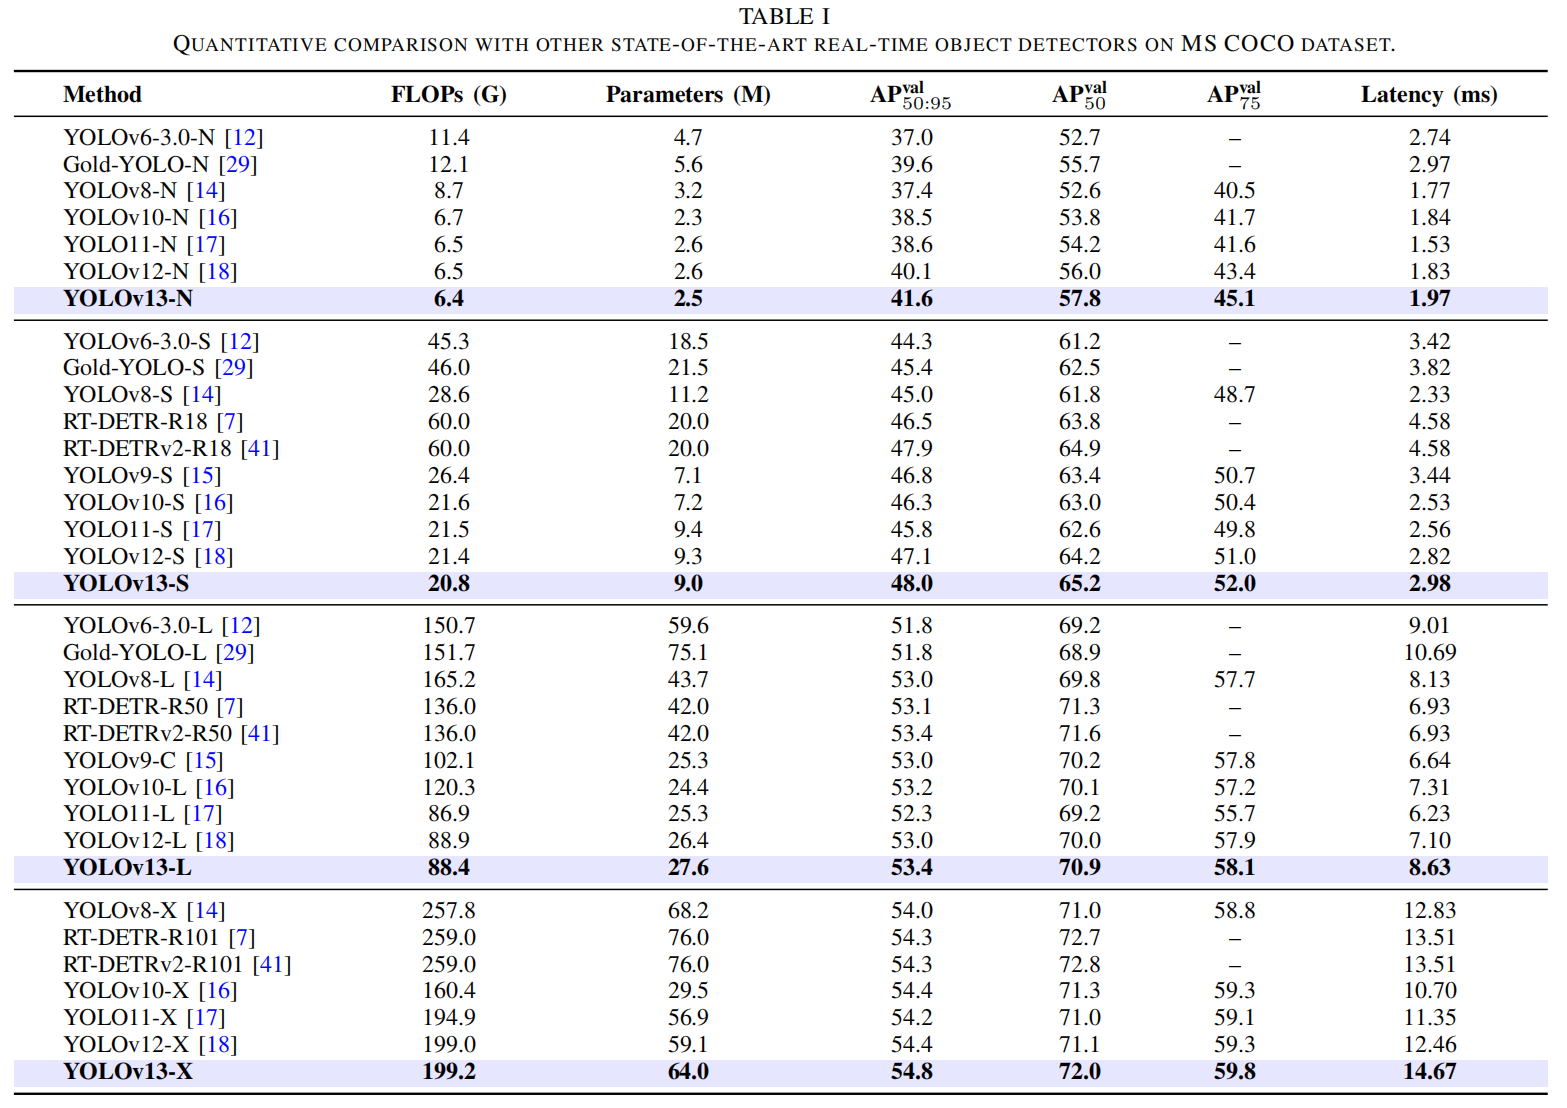 TABLE I
QUANTITATIVE COMPARISON WITH OTHER STATE-OF-THE-ART REAL-TIME OBJECT DETECTORS ON MS COCO DATASET.
Method FLOPs (G) Parameters (M) AP^val_50:95 AP^val_50 AP^val_75 Latency (ms)
YOLOv6-3.0-N [12] 11.4 4.7 37.0 52.7 – 2.74
Gold-YOLO-N [29] 12.1 5.6 39.6 55.7 – 2.97
YOLOv8-N [14] 8.7 3.2 37.4 52.6 40.5 1.77
YOLOv10-N [16] 6.7 2.3 38.5 53.8 41.7 1.84
YOLO11-N [17] 6.5 2.6 38.6 54.2 41.6 1.53
YOLOv12-N [18] 6.5 2.6 40.1 56.0 43.4 1.83
YOLOv13-N 6.4 2.5 41.6 57.8 45.1 1.97
YOLOv6-3.0-S [12] 45.3 18.5 44.3 61.2 – 3.42
Gold-YOLO-S [29] 46.0 21.5 45.4 62.5 – 3.82
YOLOv8-S [14] 28.6 11.2 45.0 61.8 48.7 2.33
RT-DETR-R18 [7] 60.0 20.0 46.5 63.8 – 4.58
RT-DETRv2-R18 [41] 60.0 20.0 47.9 64.9 – 4.58
YOLOv9-S [15] 26.4 7.1 46.8 63.4 50.7 3.44
YOLOv10-S [16] 21.6 7.2 46.3 63.0 50.4 2.53
YOLO11-S [17] 21.5 9.4 45.8 62.6 49.8 2.56
YOLOv12-S [18] 21.4 9.3 47.1 64.2 51.0 2.82
YOLOv13-S 20.8 9.0 48.0 65.2 52.0 2.98
YOLOv6-3.0-L [12] 150.7 59.6 51.8 69.2 – 9.01
Gold-YOLO-L [29] 151.7 75.1 51.8 68.9 – 10.69
YOLOv8-L [14] 165.2 43.7 53.0 69.8 57.7 8.13
RT-DETR-R50 [7] 136.0 42.0 53.1 71.3 – 6.93
RT-DETRv2-R50 [41] 136.0 42.0 53.4 71.6 – 6.93
YOLOv9-C [15] 102.1 25.3 53.0 70.2 57.8 6.64
YOLOv10-L [16] 120.3 24.4 53.2 70.1 57.2 7.31
YOLO11-L [17] 86.9 25.3 52.3 69.2 55.7 6.23
YOLOv12-L [18] 88.9 26.4 53.0 70.0 57.9 7.10
YOLOv13-L 88.4 27.6 53.4 70.9 58.1 8.63
YOLOv8-X [14] 257.8 68.2 54.0 71.0 58.8 12.83
RT-DETR-R101 [7] 259.0 76.0 54.3 72.7 – 13.51
RT-DETRv2-R101 [41] 259.0 76.0 54.3 72.8 – 13.51
YOLOv10-X [16] 160.4 29.5 54.4 71.3 59.3 10.70
YOLO11-X [17] 194.9 56.9 54.2 71.0 59.1 11.35
YOLOv12-X [18] 199.0 59.1 54.4 71.1 59.3 12.46
YOLOv13-X 199.2 64.0 54.8 72.0 59.8 14.67